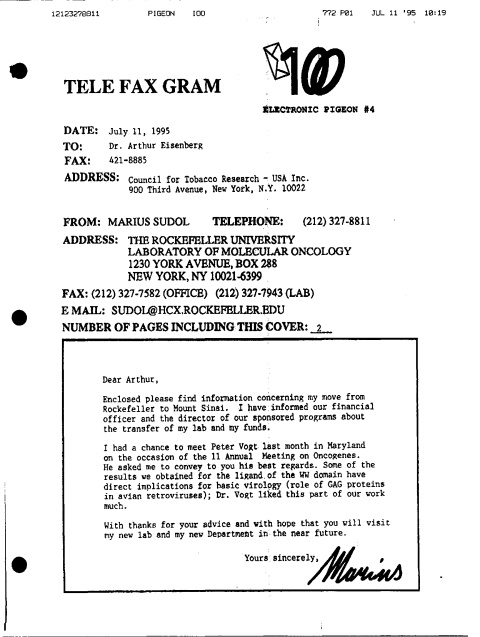 12123278811 PIGEON 100 772 P01 JUL 11 '95 10:19
100
TELE FAX GRAM
ELECTRONIC PIGEON #4
DATE: July 11, 1995
TO: Dr. Arthur Eisenberg
FAX: 421-8885
ADDRESS: Council for Tobacco Research - USA Inc.
900 Third Avenue, New York, N.Y. 10022
FROM: MARIUS SUDOL TELEPHONE: (212) 327-8811
ADDRESS: THE ROCKEFELLER UNIVERSITY
LABORATORY OF MOLECULAR ONCOLOGY
1230 YORK AVENUE, BOX 288
NEW YORK, NY 10021-6399
FAX: (212) 327-7582 (OFFICE) (212) 327-7943 (LAB)
E MAIL: SUDOL@HCX.ROCKEFELLER.EDU
NUMBER OF PAGES INCLUDING THIS COVER: 2
Dear Arthur,
Enclosed please find information concerning my move from
Rockefeller to Mount Sinai. I have informed our financial
officer and the director of our sponsored programs about
the transfer of my lab and my funds.
I had a chance to meet Peter Vogt last month in Maryland
on the occasion of the 11 Annual Meeting on Oncogenes.
He asked me to convey to you his best regards. Some of the
results we obtained for the ligand of the WW domain have
direct implications for basic virology (role of GAG proteins
in avian retroviruses); Dr. Vogt liked this part of our work
much.
With thanks for your advice and with hope that you will visit
my new lab and my new Department in the near future.
Yours sincerely,
Marius